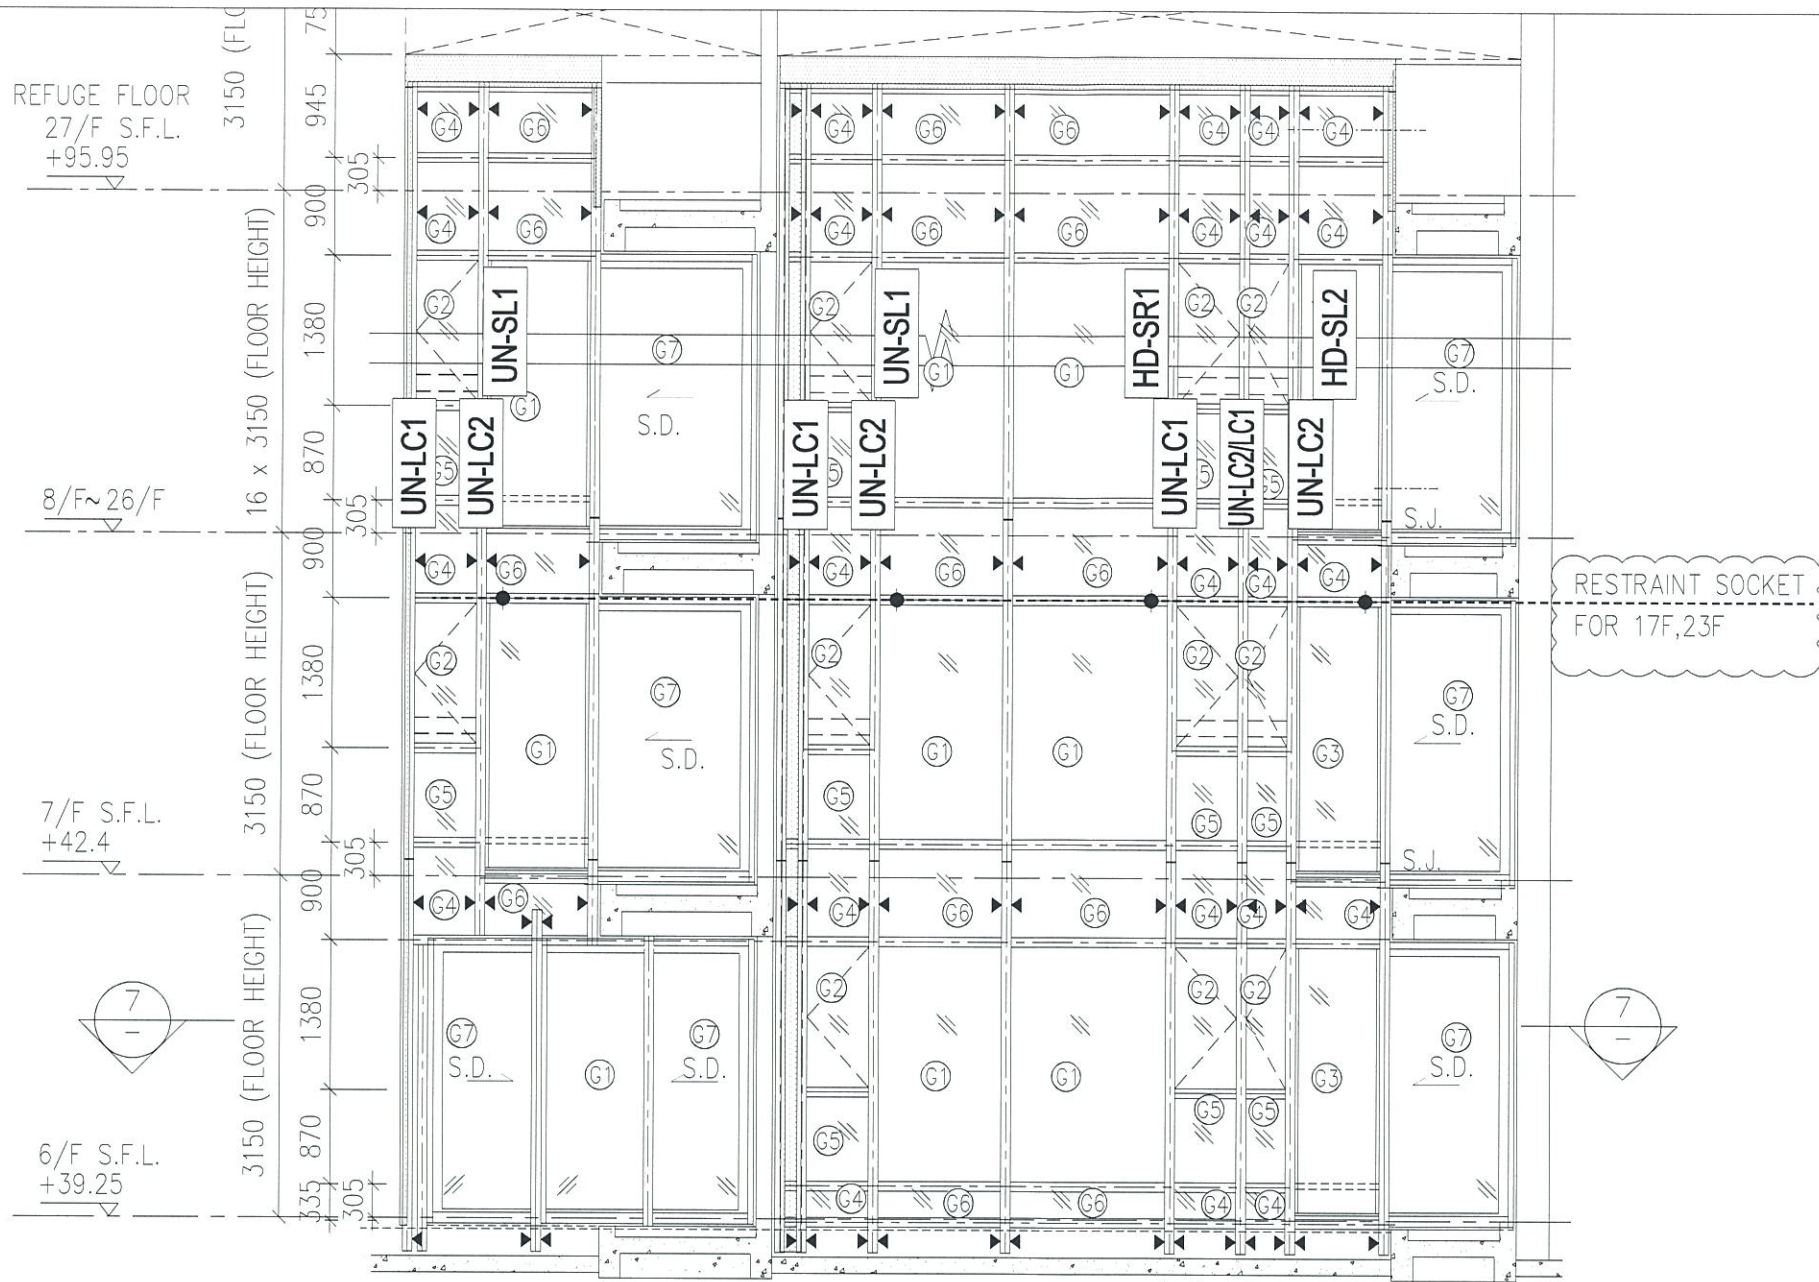 3150 (FLO
75
REFUGE FLOOR
27/F S.F.L.
+95.95
945
305
900
1380
870
305
900
1380
870
305
900
1380
870
335
305
16 x 3150 (FLOOR HEIGHT)
3150 (FLOOR HEIGHT)
3150 (FLOOR HEIGHT)
8/F~26/F
7/F S.F.L.
+42.4
6/F S.F.L.
+39.25
7
-
G4 G6 G4 G6 G6 G4 G4 G4
G4 G6 G4 G6 G6 G4 G4 G4
G2 G2 G2 G2
UN-SL1 UN-SL1 HD-SR1 HD-SL2
G7 G7
S.D. S.D.
G1 G1 G1
UN-LC1 UN-LC2 UN-LC1 UN-LC2 UN-LC1 UN-LC2/LC1 UN-LC2
S.J.
G4 G6 G4 G6 G6 G4 G4 G4
RESTRAINT SOCKET
FOR 17F,23F
G2 G2 G2 G2
G7 G7
S.D. S.D.
G1 G1 G1 G3
G5 G5 G5 G5
S.J.
G4 G6 G4 G6 G6 G4 G4 G4
G2 G2 G2
G7 G7 G7
S.D. S.D. S.D.
G1 G1 G1 G3
G5 G5 G5
G4 G6 G6 G4 G4
7
-